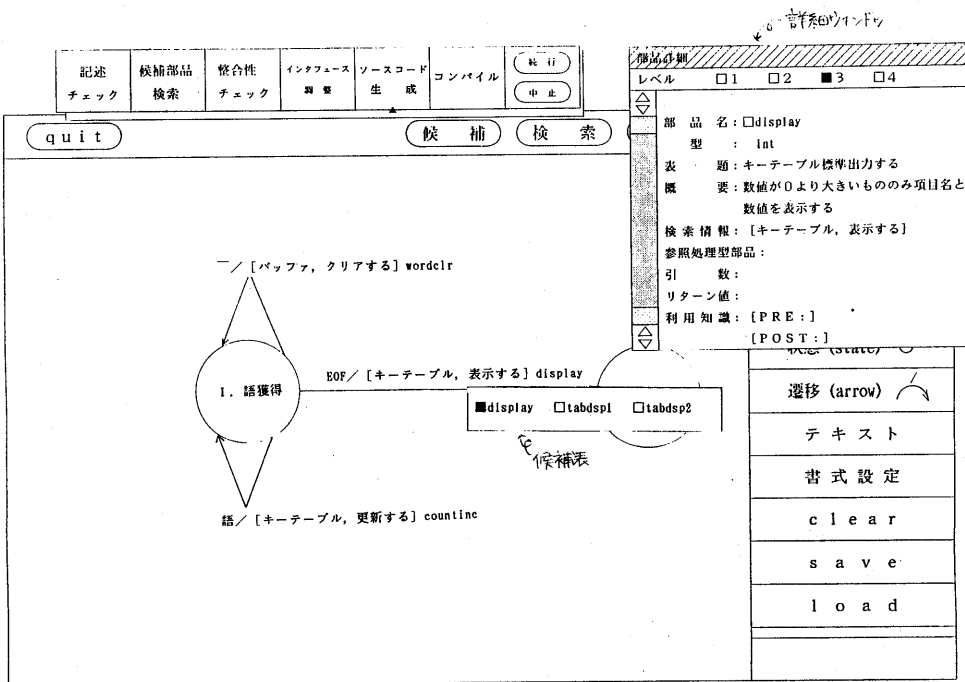 詳細ウィンドウ
記述
チェック
候補部品
検索
整合性
チェック
インタフェース
調整
ソースコード
生成
コンパイル
続行
中止
部品詳細
レベル □1 □2 ■3 □4
部品名：□display
型： Int
表題：キーテーブル標準出力する
概要：数値が0より大きいもののみ項目名と
数値を表示する
検索情報：[キーテーブル，表示する]
参照処理型部品：
引数：
リターン値：
利用知識：[PRE：]
[POST：]
quit
候補
検索
―／[バッファ，クリアする] wordclr
I．語獲得
EOF／[キーテーブル，表示する] display
■display □tabdsp1 □tabdsp2
候補表
語／[キーテーブル，更新する] countinc
状態 (state)
遷移 (arrow)
テキスト
書式設定
clear
save
load